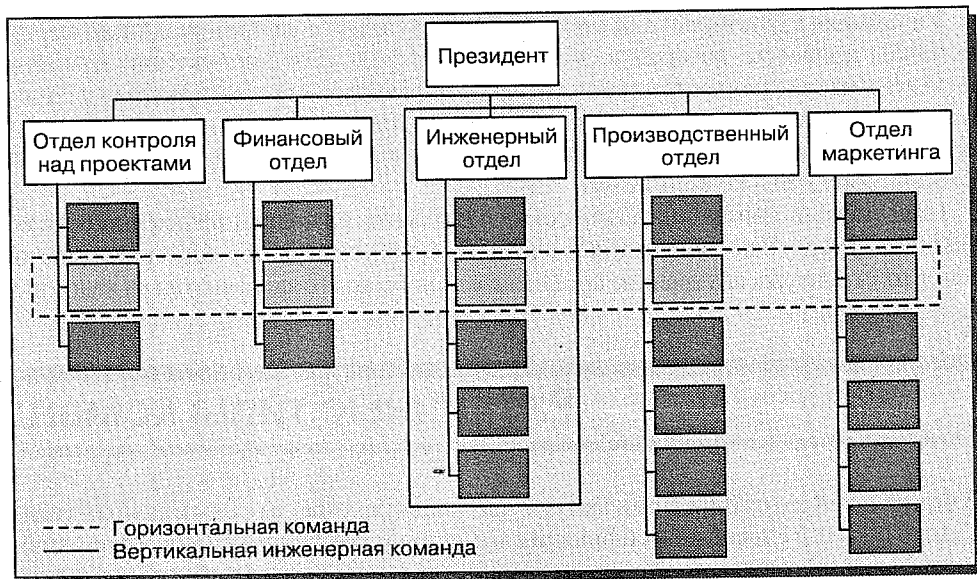 Президент
Отдел контроля
над проектами
Финансовый
отдел
Инженерный
отдел
Производственный
отдел
Отдел
маркетинга
Горизонтальная команда
Вертикальная инженерная команда